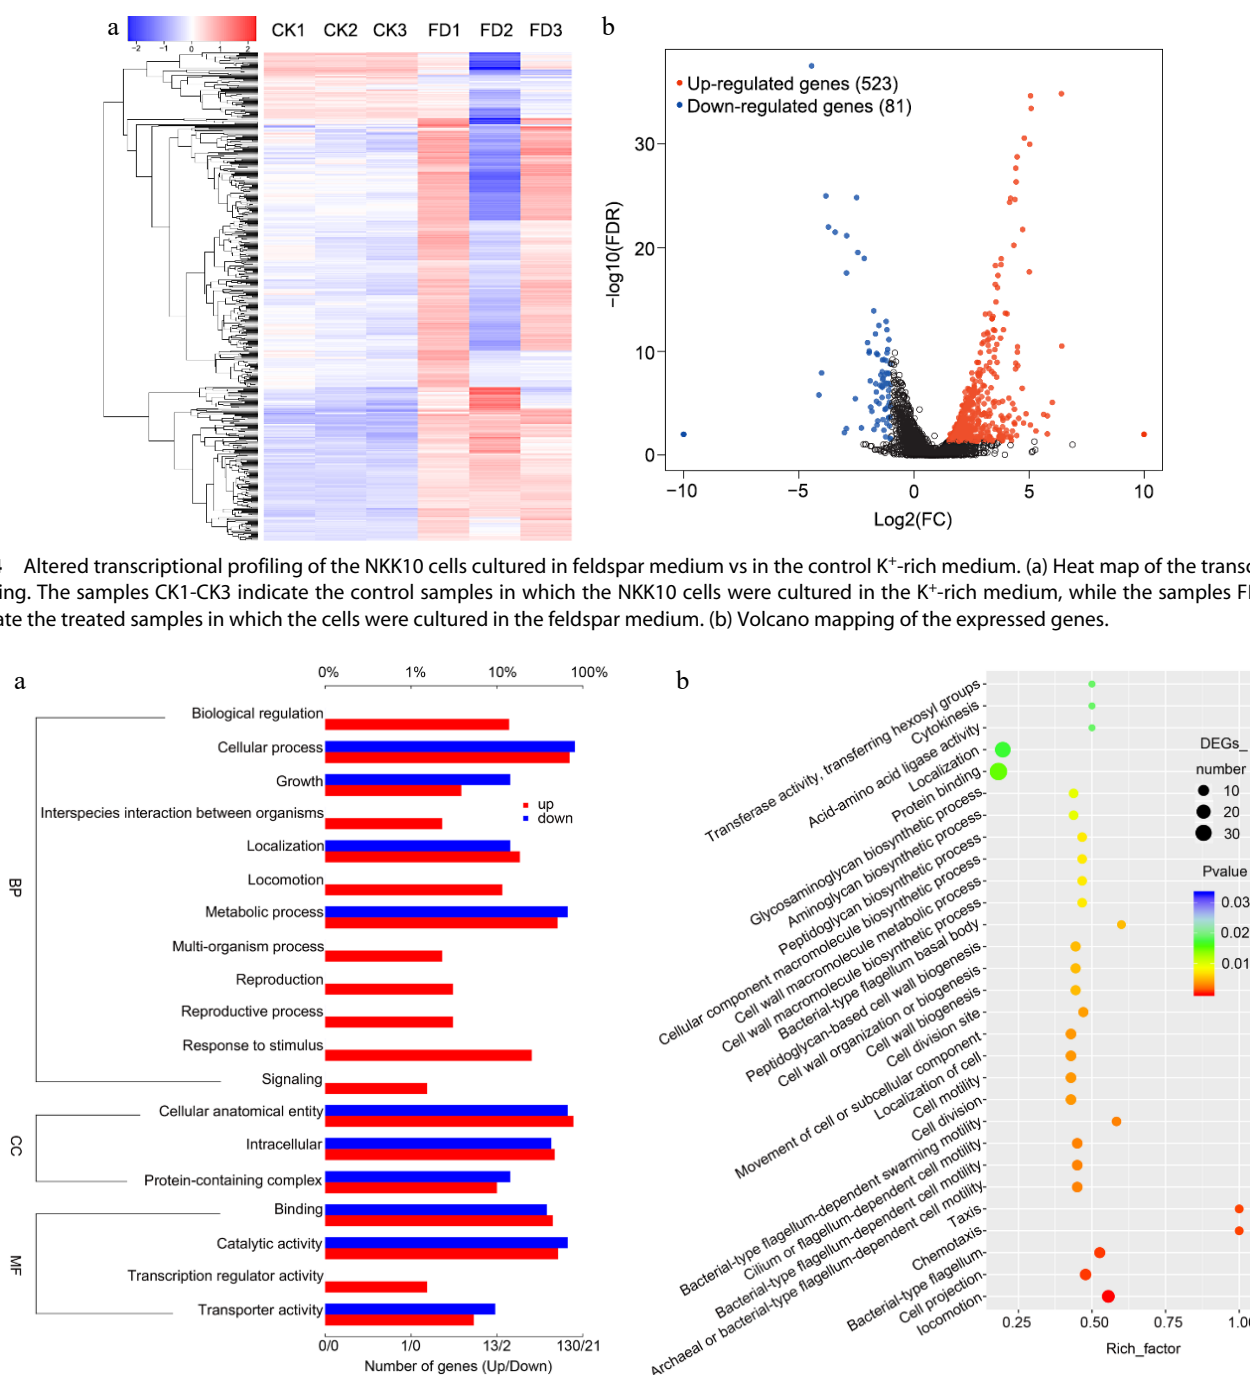 a
−2 −1 0 1 2
CK1 CK2 CK3 FD1 FD2 FD3
b
Up-regulated genes (523)
Down-regulated genes (81)
30
20
10
0
−log10(FDR)
−10 −5 0 5 10
Log2(FC)
4 Altered transcriptional profiling of the NKK10 cells cultured in feldspar medium vs in the control K⁺-rich medium. (a) Heat map of the transc
ing. The samples CK1-CK3 indicate the control samples in which the NKK10 cells were cultured in the K⁺-rich medium, while the samples F
ate the treated samples in which the cells were cultured in the feldspar medium. (b) Volcano mapping of the expressed genes.
a
0% 1% 10% 100%
Biological regulation
Cellular process
Growth
Interspecies interaction between organisms
Localization
Locomotion
Metabolic process
Multi-organism process
Reproduction
Reproductive process
Response to stimulus
Signaling
Cellular anatomical entity
Intracellular
Protein-containing complex
Binding
Catalytic activity
Transcription regulator activity
Transporter activity
BP
CC
MF
up
down
0/0 1/0 13/2 130/21
Number of genes (Up/Down)
b
Transferase activity, transferring hexosyl groups
Cytokinesis
Acid-amino acid ligase activity
Localization
Protein binding
Glycosaminoglycan biosynthetic process
Aminoglycan biosynthetic process
Peptidoglycan biosynthetic process
Cellular component macromolecule biosynthetic process
Cell wall macromolecule metabolic process
Cell wall macromolecule biosynthetic process
Bacterial-type flagellum basal body
Peptidoglycan-based cell wall biogenesis
Cell wall organization or biogenesis
Cell wall biogenesis
Cell division site
Movement of cell or subcellular component
Localization of cell
Cell motility
Cell division
Bacterial-type flagellum-dependent swarming motility
Cilium or flagellum-dependent cell motility
Bacterial-type flagellum-dependent cell motility
Archaeal or bacterial-type flagellum-dependent cell motility
Taxis
Chemotaxis
Bacterial-type flagellum
Cell projection
locomotion
DEGs_
number
10
20
30
Pvalue
0.03
0.02
0.01
0.25 0.50 0.75 1.00
Rich_factor